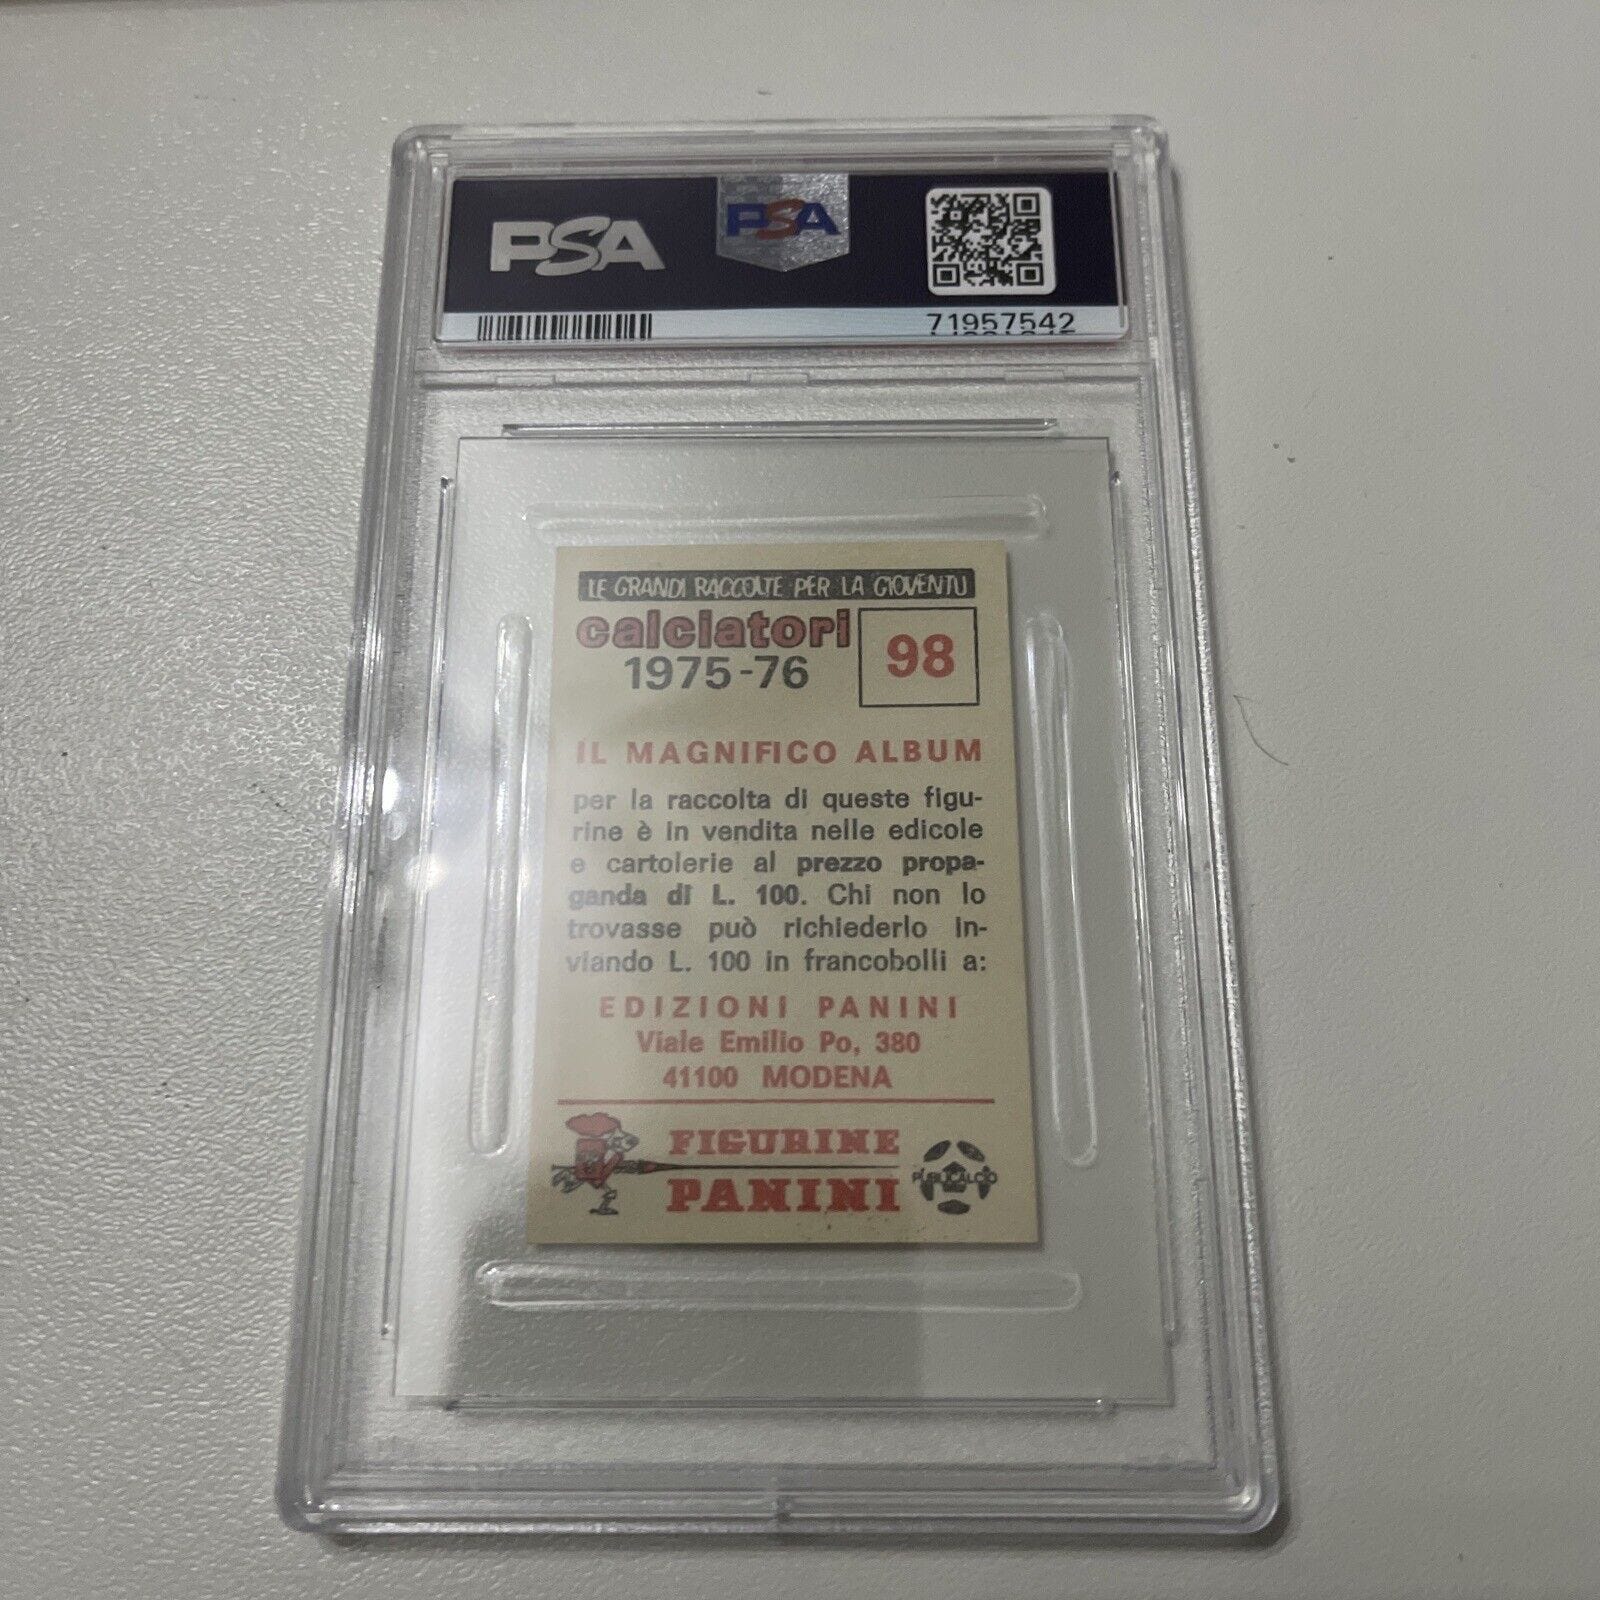 PSA
PSA
71957542
LE GRANDI RACCOLTE PER LA GIOVENTU
calciatori
1975-76
98
IL MAGNIFICO ALBUM
per la raccolta di queste figu-
rine è in vendita nelle edicole
e cartolerie al prezzo propa-
ganda di L. 100. Chi non lo
trovasse può richiederlo in-
viando L. 100 in francobolli a:
EDIZIONI PANINI
Viale Emilio Po, 380
41100 MODENA
FIGURINE
PANINI
PUBLICALCIO